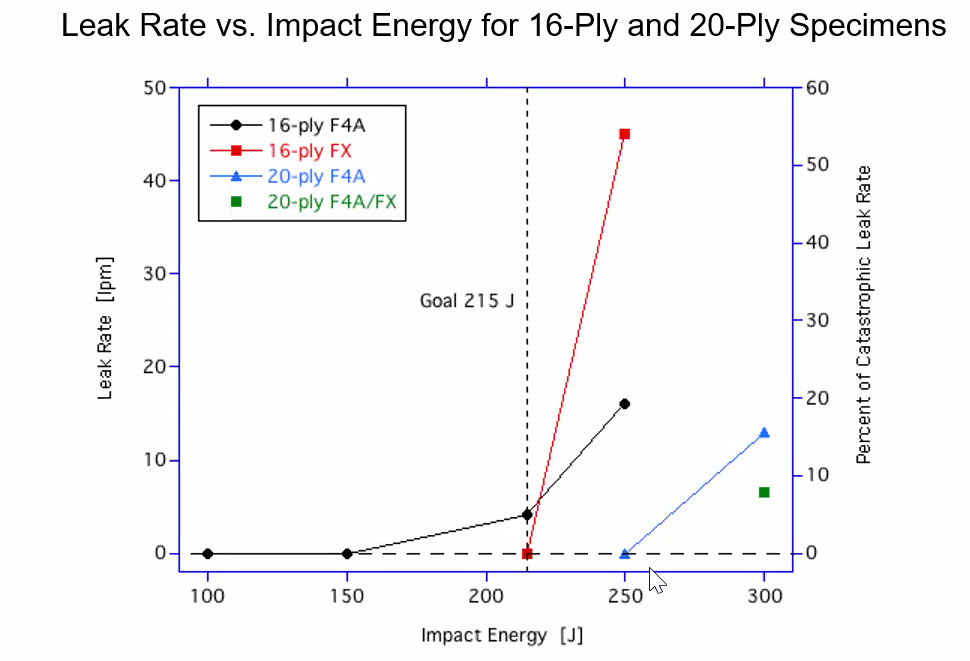 Leak Rate vs. Impact Energy for 16-Ply and 20-Ply Specimens
50
40
30
20
10
0
Leak Rate [lpm]
16-ply F4A
16-ply FX
20-ply F4A
20-ply F4A/FX
Goal 215 J
60
50
40
30
20
10
0
Percent of Catastrophic Leak Rate
100 150 200 250 300
Impact Energy [J]